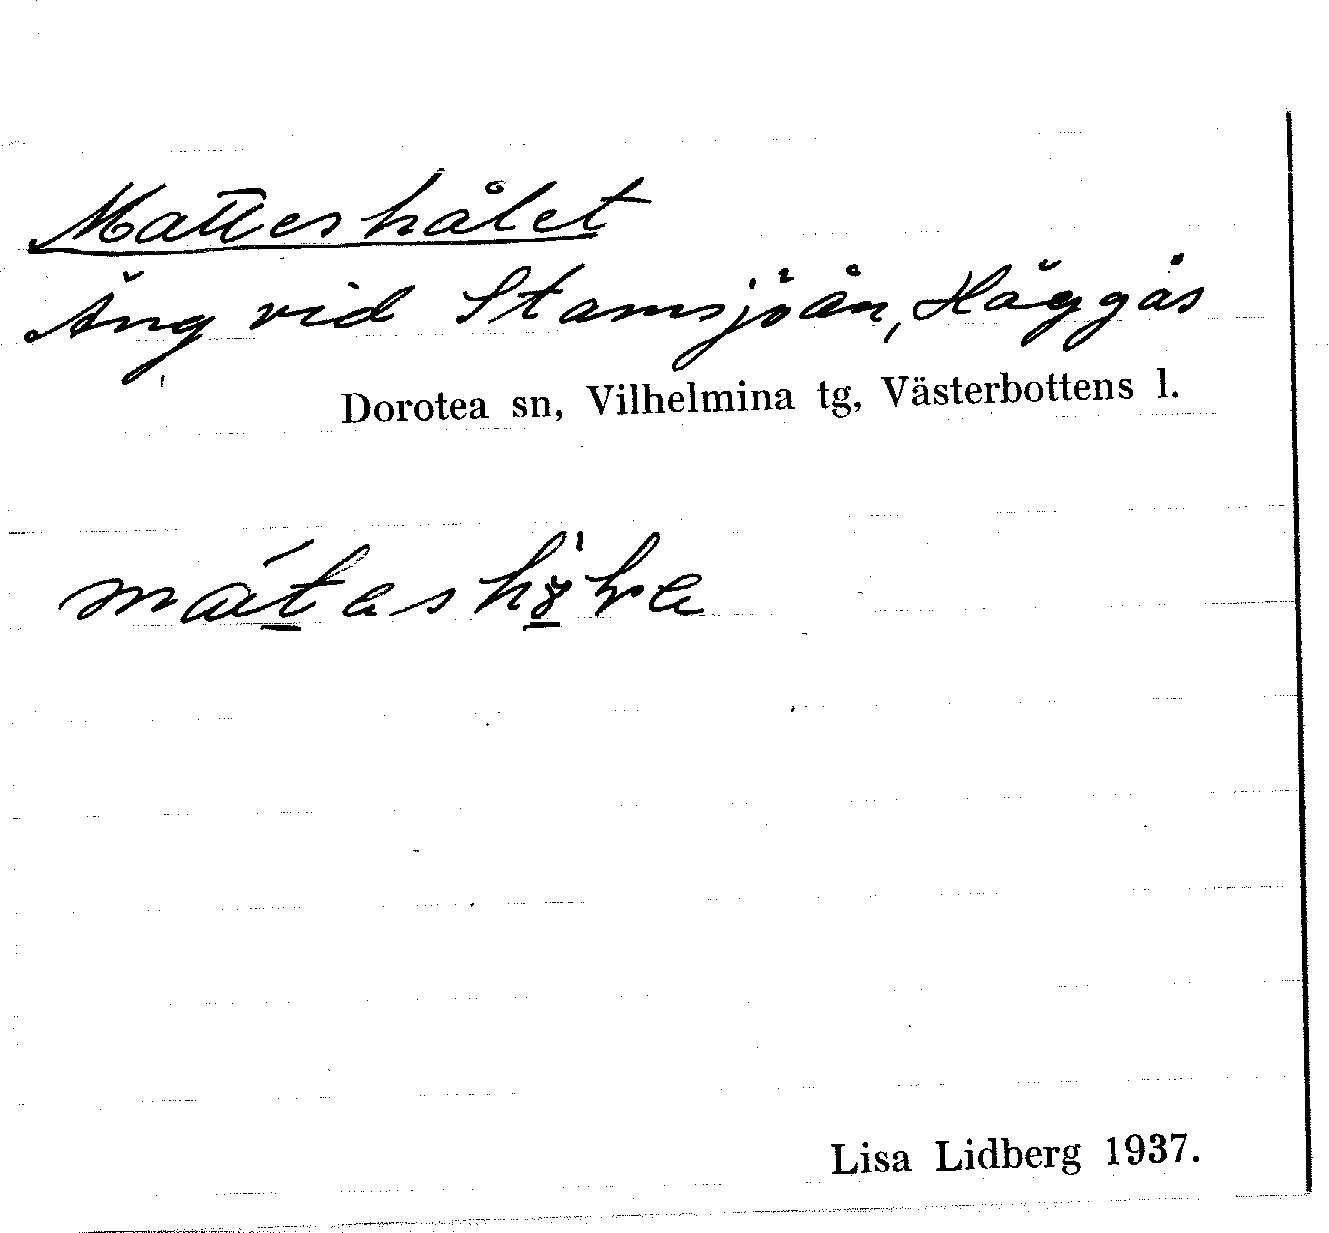 Matteshålet
Äng vid Stamsjöån, Häggås
Dorotea sn, Vilhelmina tg, Västerbottens l.
Lisa Lidberg 1937.